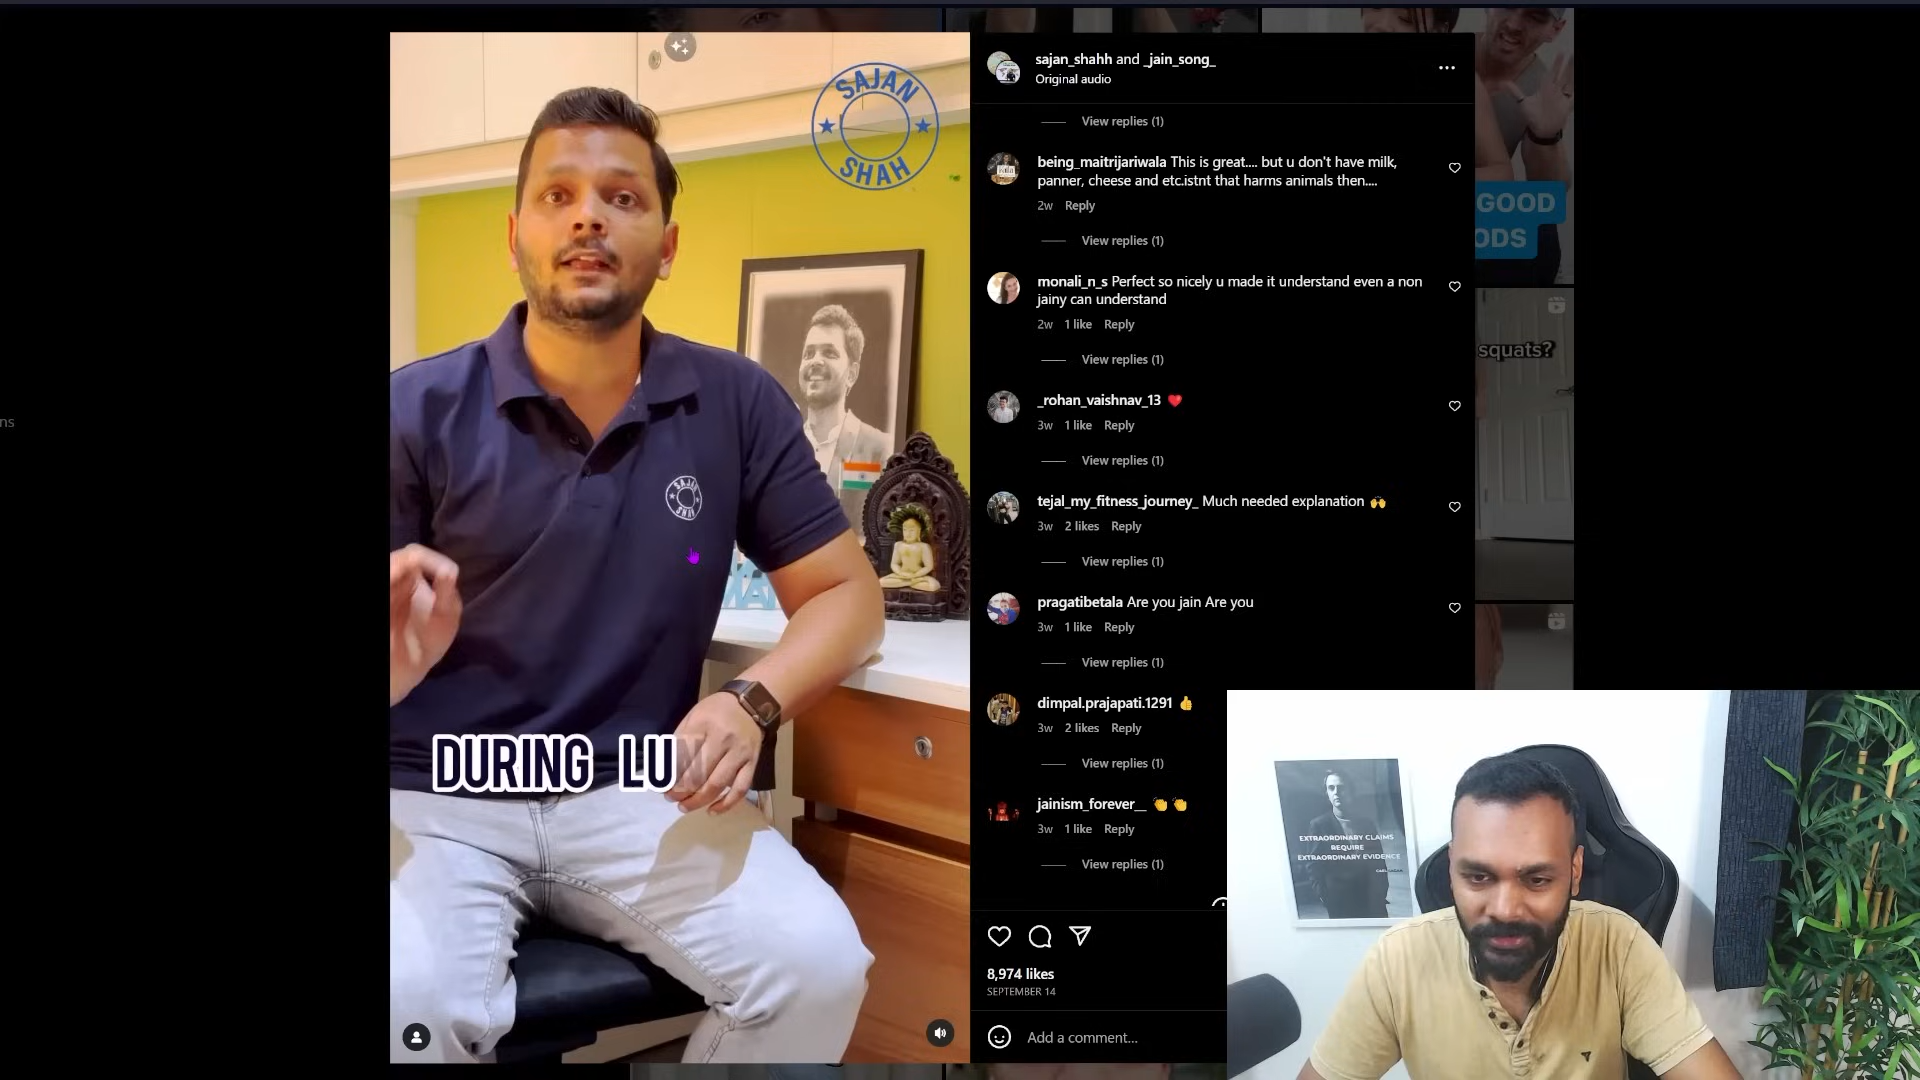 ns
SAJAN
SHAH
SAJAN
SHAH
DURING LUN
sajan_shahh and _jain_song_
Original audio
View replies (1)
being_maitrijariwala This is great.... but u don't have milk,
panner, cheese and etc.istnt that harms animals then....
2w Reply
View replies (1)
monali_n_s Perfect so nicely u made it understand even a non
jainy can understand
2w 1 like Reply
View replies (1)
_rohan_vaishnav_13 ❤️
3w 1 like Reply
View replies (1)
tejal_my_fitness_journey_ Much needed explanation 🙌
3w 2 likes Reply
View replies (1)
pragatibetala Are you jain Are you
3w 1 like Reply
View replies (1)
dimpal.prajapati.1291 👍
3w 2 likes Reply
View replies (1)
jainism_forever__ 👏👏
3w 1 like Reply
View replies (1)
8,974 likes
SEPTEMBER 14
Add a comment...
GOOD
ODS
squats?
EXTRAORDINARY CLAIMS
REQUIRE
EXTRAORDINARY EVIDENCE